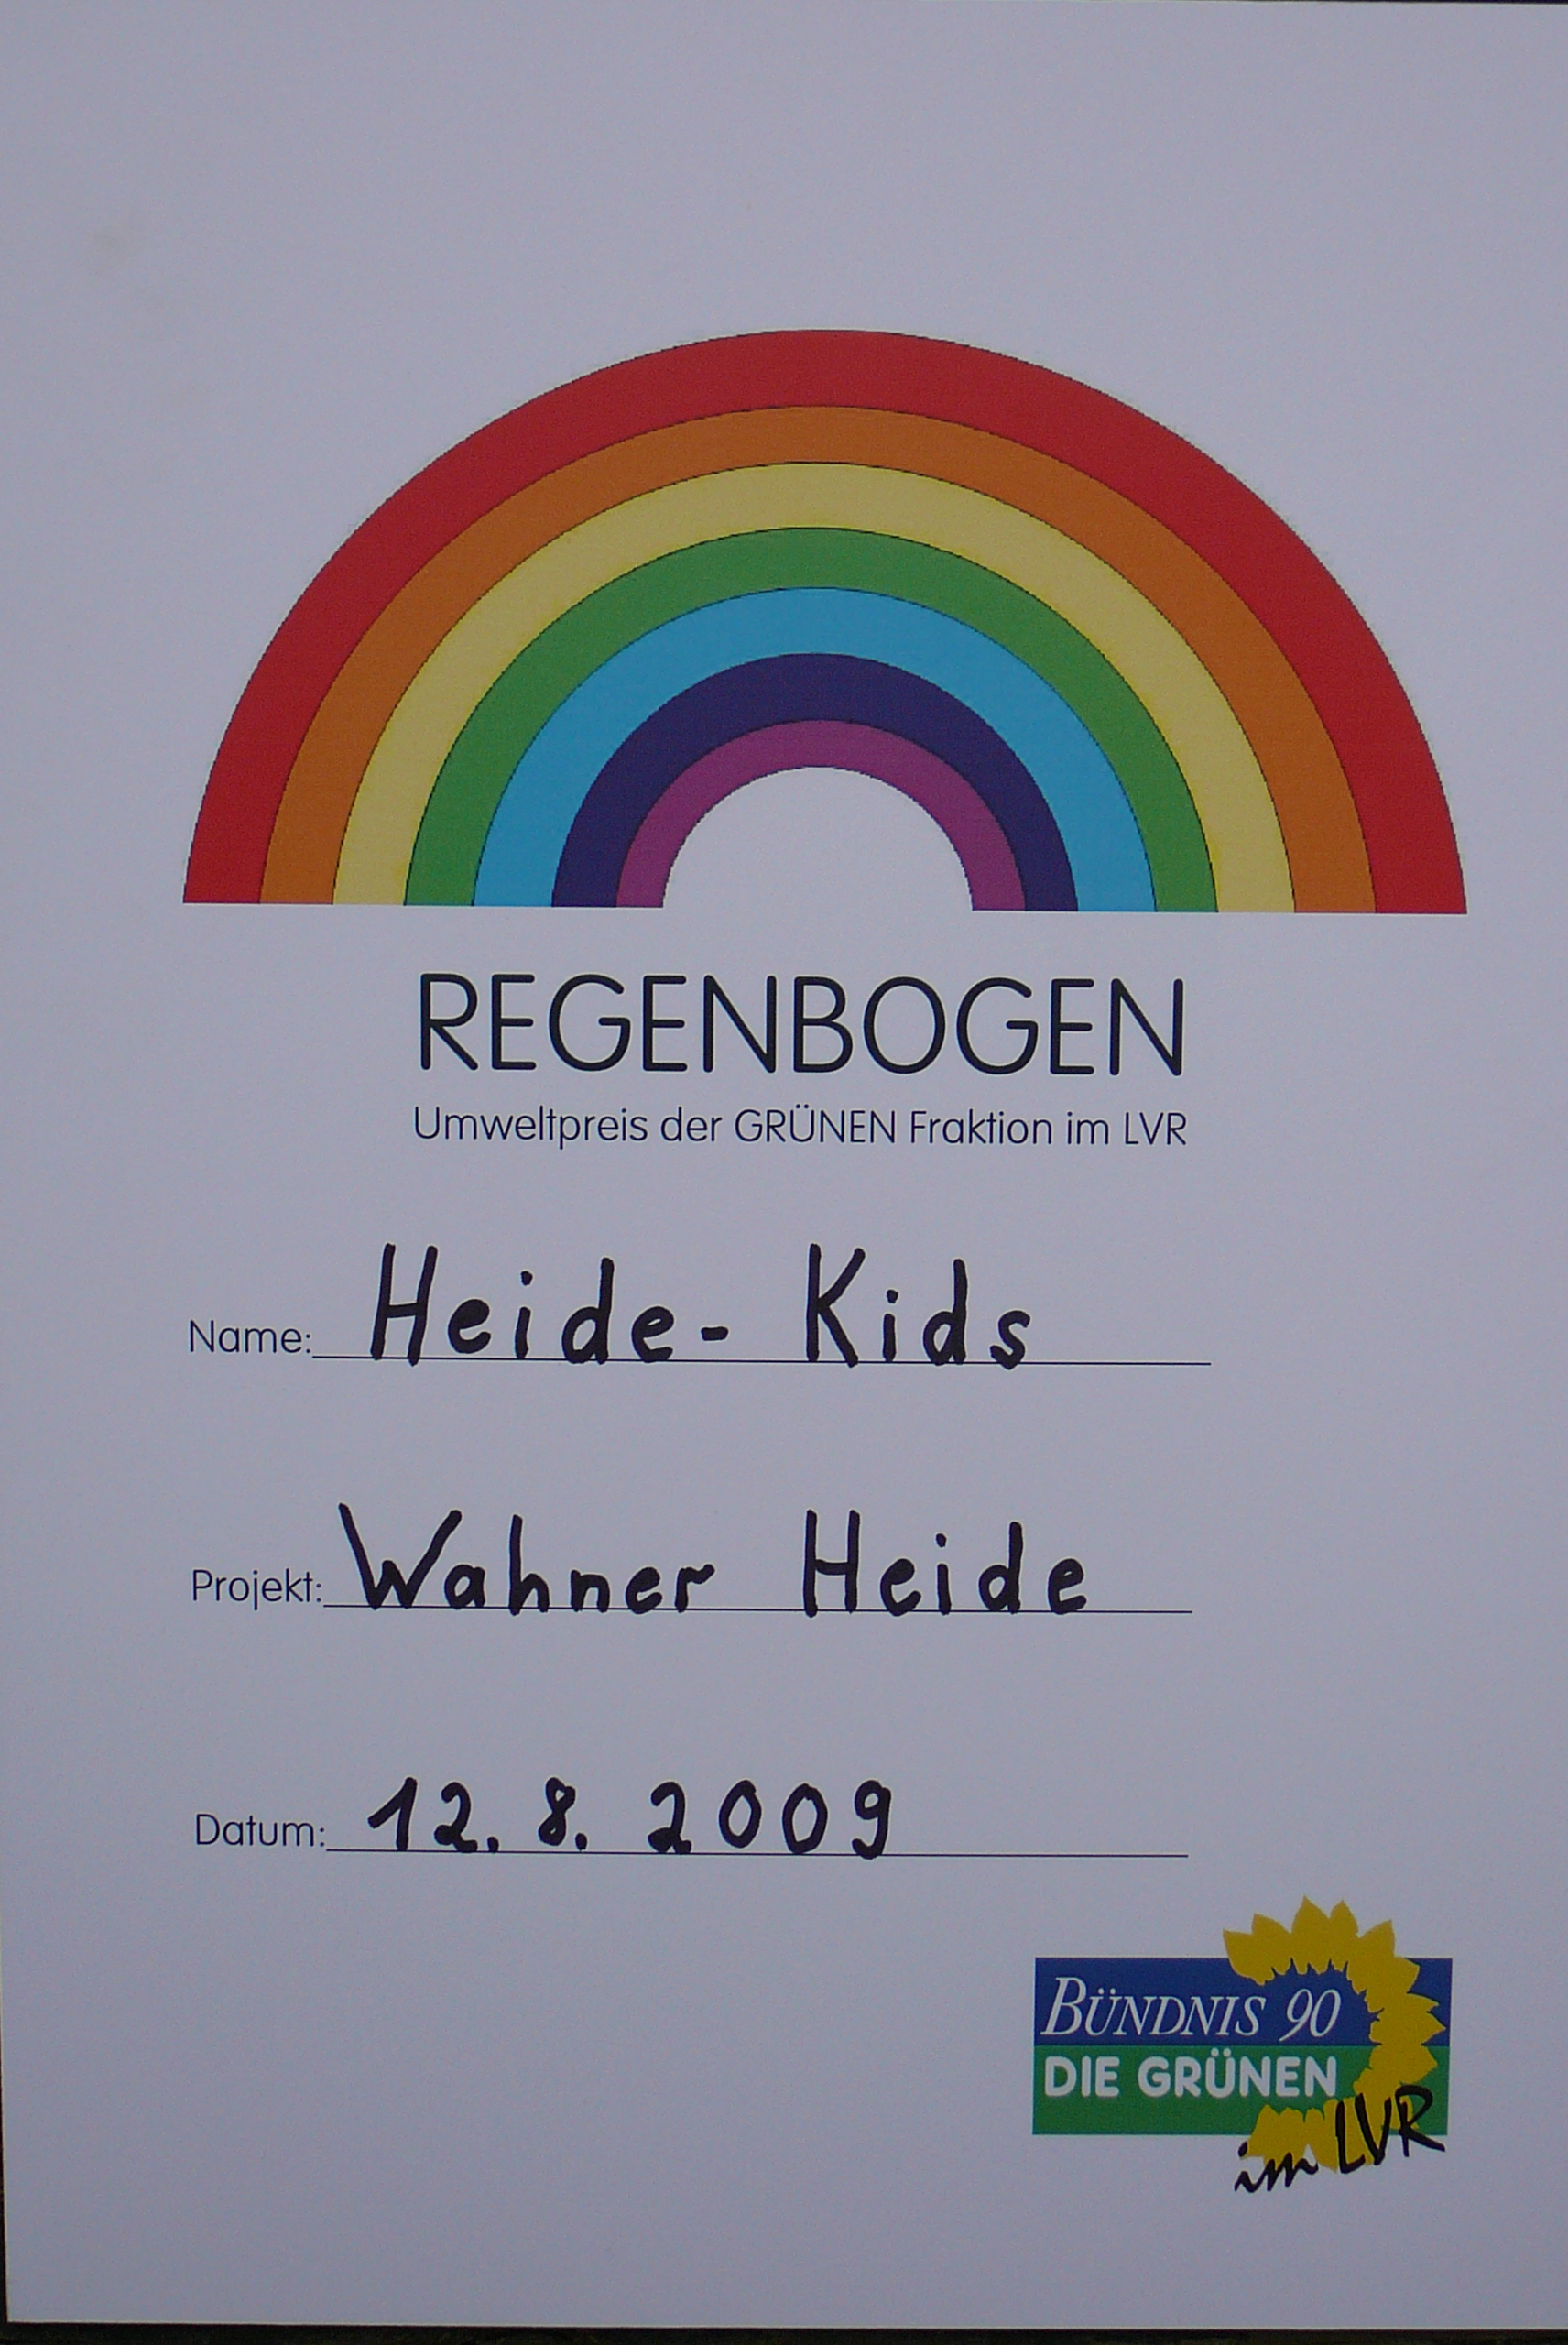 REGENBOGEN
Umweltpreis der GRÜNEN Fraktion im LVR
Name: Heide-Kids
Projekt: Wahner Heide
Datum: 12.8.2009
BÜNDNIS 90
DIE GRÜNEN
im LVR